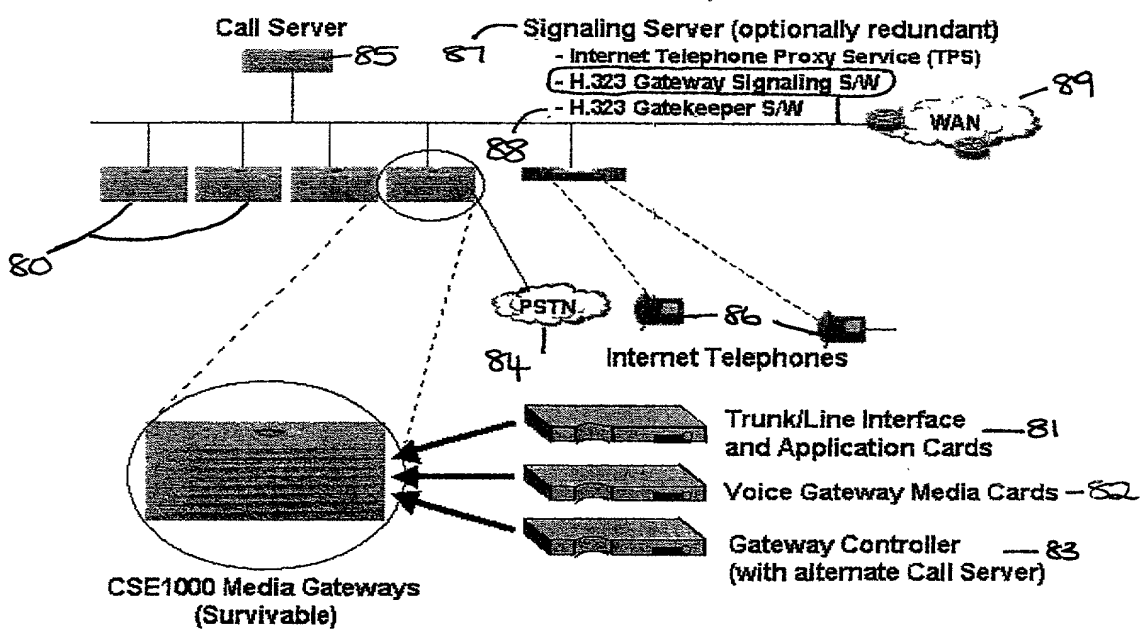 Call Server
85
87
Signaling Server (optionally redundant)
- Internet Telephone Proxy Service (TPS)
- H.323 Gateway Signaling S/W
- H.323 Gatekeeper S/W
88
89
WAN
80
PSTN
84
86
Internet Telephones
Trunk/Line Interface
and Application Cards
81
Voice Gateway Media Cards
82
Gateway Controller
(with alternate Call Server)
83
CSE1000 Media Gateways
(Survivable)